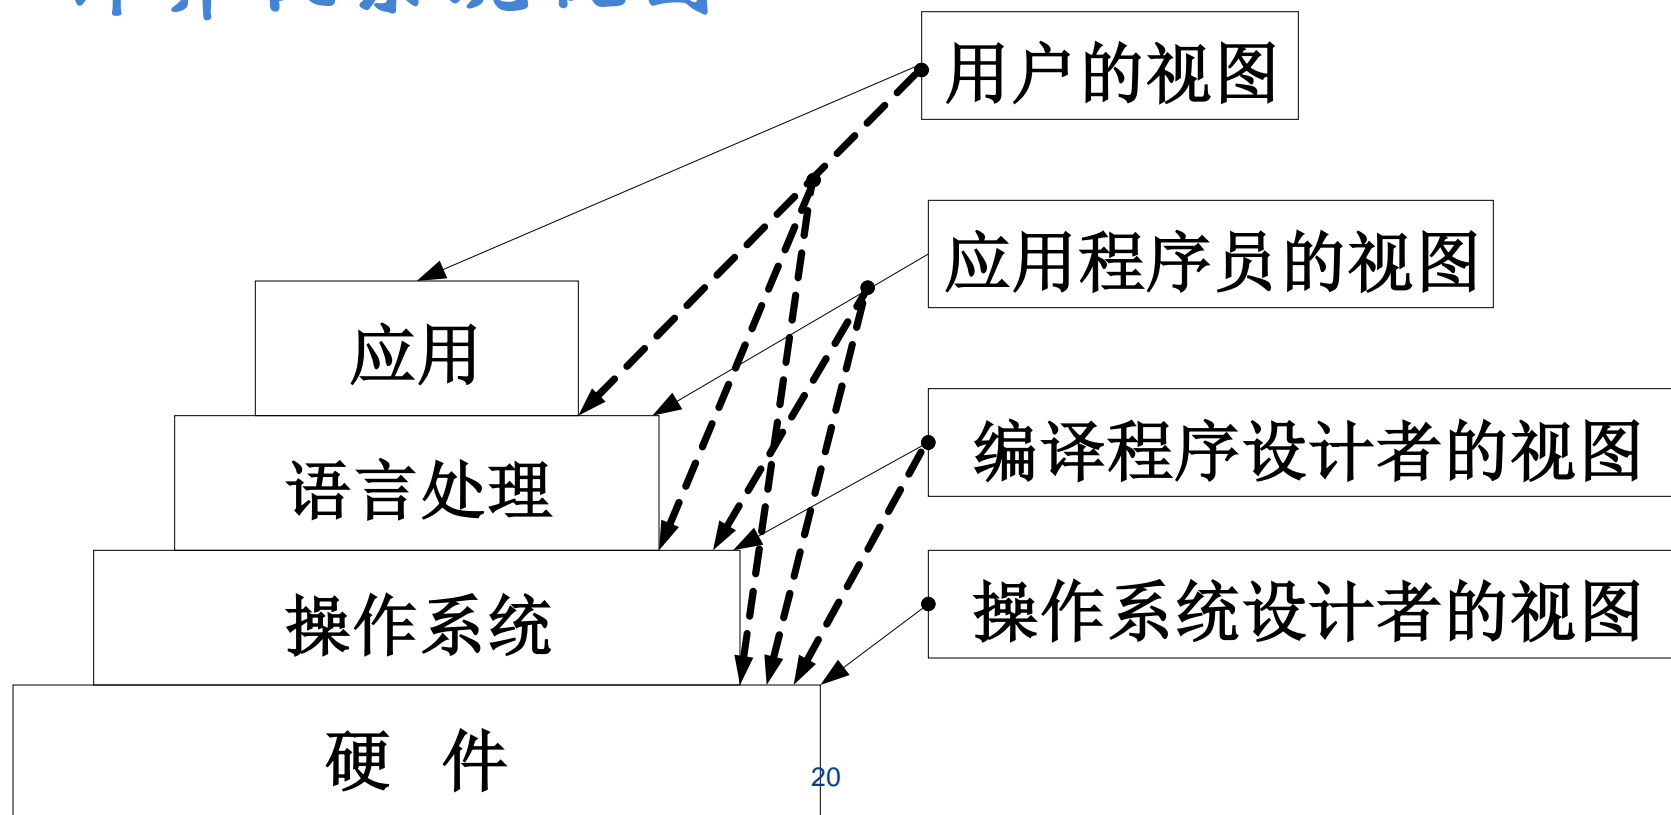 用户的视图
应用程序员的视图
应用
编译程序设计者的视图
语言处理
操作系统设计者的视图
操作系统
硬 件
20